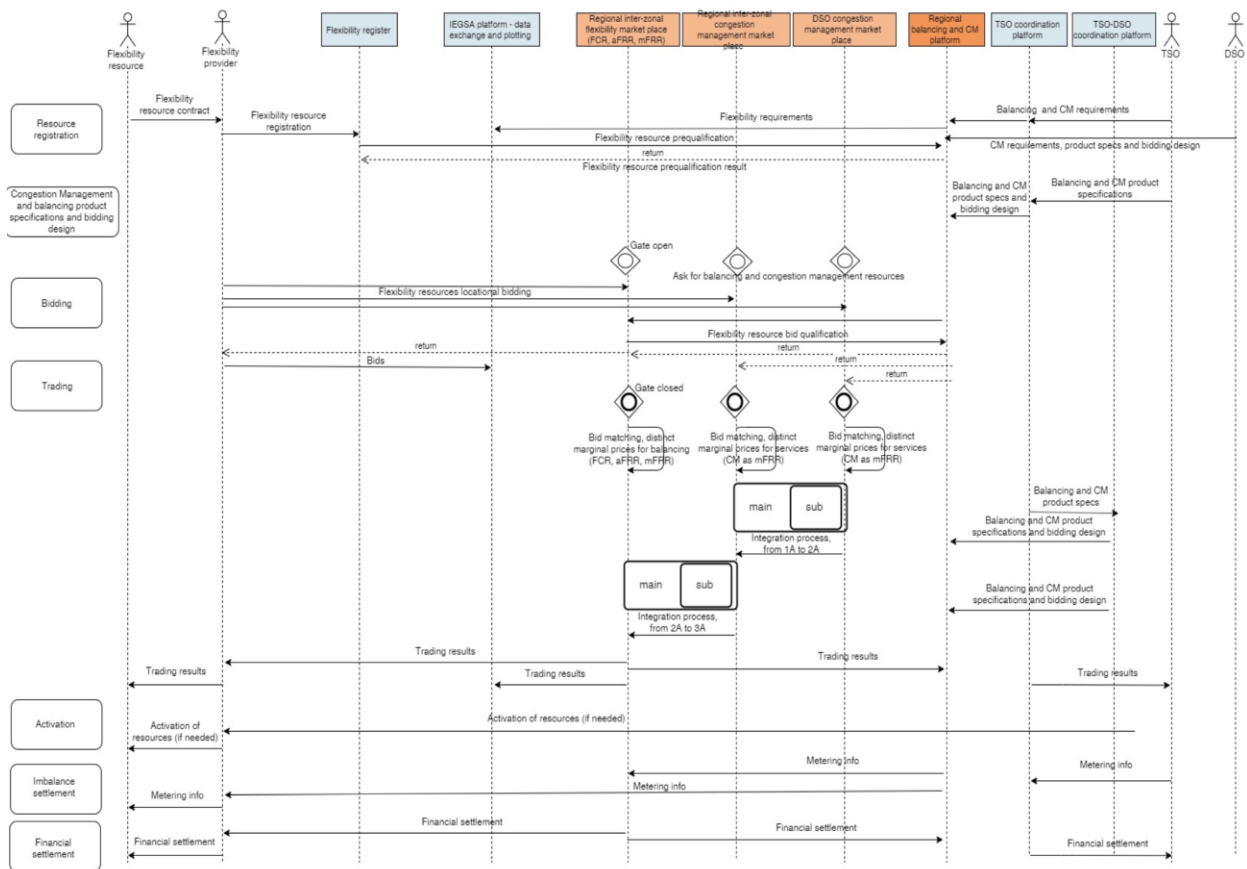 Flexibility
resource
Flexibility
provider
Flexibility register
IEGSA platform - data
exchange and plotting
Regional inter-zonal
flexibility market place
(FCR, aFRR, mFRR)
Regional inter-zonal
congestion
management market
place
DSO congestion
management market
place
Regional
balancing and CM
platform
TSO coordination
platform
TSO-DSO
coordination platform
TSO
DSO
Resource
registration
Flexibility
resource contract
Flexibility resource
registration
Flexibility requirements
Balancing and CM requirements
Flexibility resource prequalification
CM requirements, product specs and bidding design
return
Flexibility resource prequalification result
Congestion Management
and balancing product
specifications and bidding
design
Balancing and CM
product specs and
bidding design
Balancing and CM product
specifications
Gate open
Ask for balancing and congestion management resources
Bidding
Flexibility resources locational bidding
Flexibility resource bid qualification
return
return
return
return
Bids
Trading
Gate closed
Bid matching, distinct
marginal prices for balancing
(FCR, aFRR, mFRR)
Bid matching, distinct
marginal prices for services
(CM as mFRR)
Bid matching, distinct
marginal prices for services
(CM as mFRR)
main
sub
Balancing and CM
product specs
Balancing and CM product
specifications and bidding design
Integration process,
from 1A to 2A
main
sub
Balancing and CM product
specifications and bidding design
Integration process,
from 2A to 3A
Trading results
Trading results
Trading results
Trading results
Trading results
Activation
Activation of
resources (if needed)
Activation of resources (if needed)
Imbalance
settlement
Metering info
Metering info
Metering info
Metering info
Financial
settlement
Financial settlement
Financial settlement
Financial settlement
Financial settlement